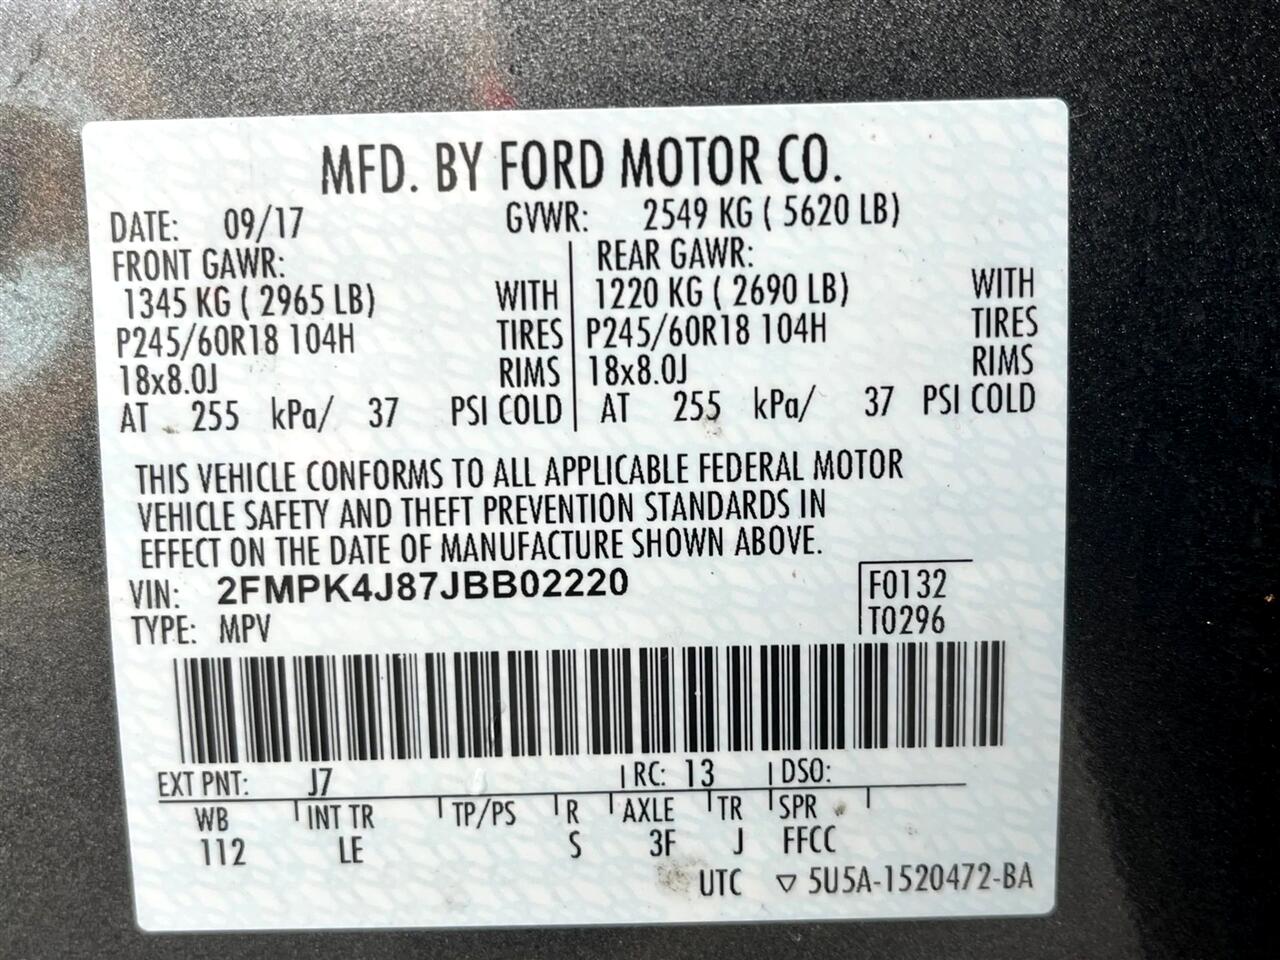 MFD. BY FORD MOTOR CO.
DATE: 09/17 GVWR: 2549 KG ( 5620 LB)
FRONT GAWR: REAR GAWR:
1345 KG ( 2965 LB) WITH 1220 KG ( 2690 LB) WITH
P245/60R18 104H TIRES P245/60R18 104H TIRES
18x8.0J RIMS 18x8.0J RIMS
AT 255 kPa/ 37 PSI COLD AT 255 kPa/ 37 PSI COLD
THIS VEHICLE CONFORMS TO ALL APPLICABLE FEDERAL MOTOR
VEHICLE SAFETY AND THEFT PREVENTION STANDARDS IN
EFFECT ON THE DATE OF MANUFACTURE SHOWN ABOVE.
VIN: 2FMPK4J87JBB02220 F0132
TYPE: MPV T0296
EXT PNT: J7 RC: 13 DSO:
WB INT TR TP/PS R AXLE TR SPR
112 LE S 3F J FFCC
UTC ▽ 5U5A-1520472-BA